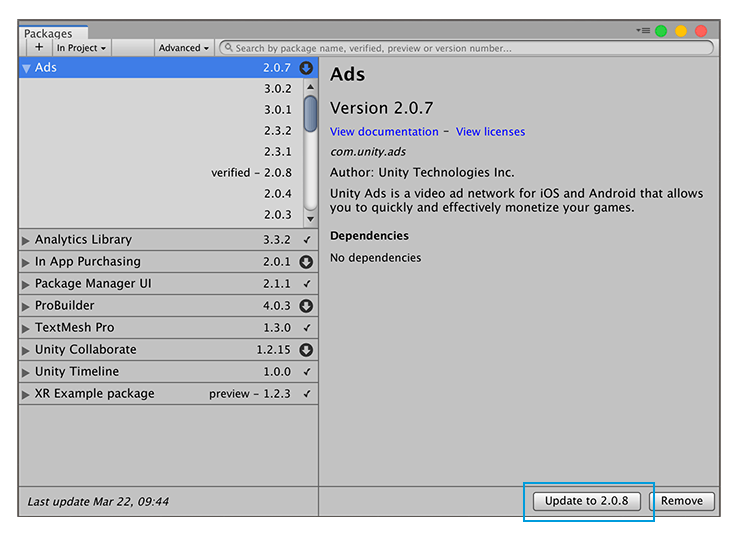 Packages
+ In Project Advanced Search by package name, verified, preview or version number...
Ads 2.0.7
3.0.2
3.0.1
2.3.2
2.3.1
verified – 2.0.8
2.0.4
2.0.3
Analytics Library 3.3.2
In App Purchasing 2.0.1
Package Manager UI 2.1.1
ProBuilder 4.0.3
TextMesh Pro 1.3.0
Unity Collaborate 1.2.15
Unity Timeline 1.0.0
XR Example package preview – 1.2.3
Last update Mar 22, 09:44
Ads
Version 2.0.7
View documentation – View licenses
com.unity.ads
Author: Unity Technologies Inc.
Unity Ads is a video ad network for iOS and Android that allows
you to quickly and effectively monetize your games.
Dependencies
No dependencies
Update to 2.0.8 Remove